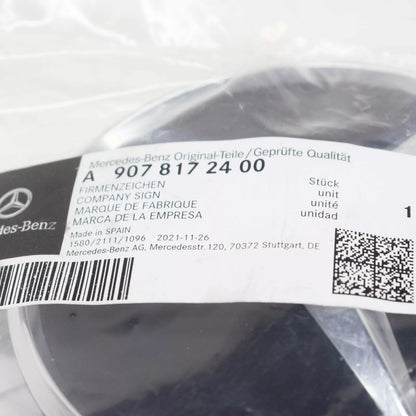 Mercedes-Benz Original-Teile/Geprüfte Qualität
A 907 817 24 00
FIRMENZEICHEN
COMPANY SIGN
MARQUE DE FABRIQUE
MARCA DE LA EMPRESA
Stück
unit
unité
unidad
1
Made in SPAIN
1580/2111/1096 2021-11-26
Mercedes-Benz AG, Mercedesstr.120, 70372 Stuttgart, DE
des-Benz